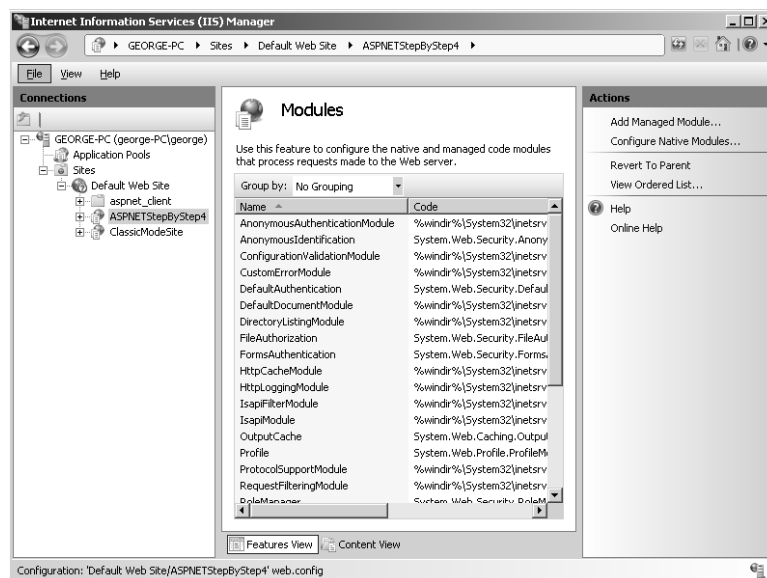 Internet Information Services (IIS) Manager
GEORGE-PC Sites Default Web Site ASPNETStepByStep4
File View Help
Connections
GEORGE-PC (george-PC\george)
Application Pools
Sites
Default Web Site
aspnet_client
ASPNETStepByStep4
ClassicModeSite
Modules
Use this feature to configure the native and managed code modules
that process requests made to the Web server.
Group by: No Grouping
Name Code
AnonymousAuthenticationModule %windir%\System32\inetsrv
AnonymousIdentification System.Web.Security.Anony
ConfigurationValidationModule %windir%\System32\inetsrv
CustomErrorModule %windir%\System32\inetsrv
DefaultAuthentication System.Web.Security.Defaul
DefaultDocumentModule %windir%\System32\inetsrv
DirectoryListingModule %windir%\System32\inetsrv
FileAuthorization System.Web.Security.FileAut
FormsAuthentication System.Web.Security.Forms
HttpCacheModule %windir%\System32\inetsrv
HttpLoggingModule %windir%\System32\inetsrv
IsapiFilterModule %windir%\System32\inetsrv
IsapiModule %windir%\System32\inetsrv
OutputCache System.Web.Caching.Outpu
Profile System.Web.Profile.ProfileM
ProtocolSupportModule %windir%\System32\inetsrv
RequestFilteringModule %windir%\System32\inetsrv
RoleManager System.Web.Security.RoleM
Features View Content View
Actions
Add Managed Module...
Configure Native Modules...
Revert To Parent
View Ordered List...
Help
Online Help
Configuration: 'Default Web Site/ASPNETStepByStep4' web.config